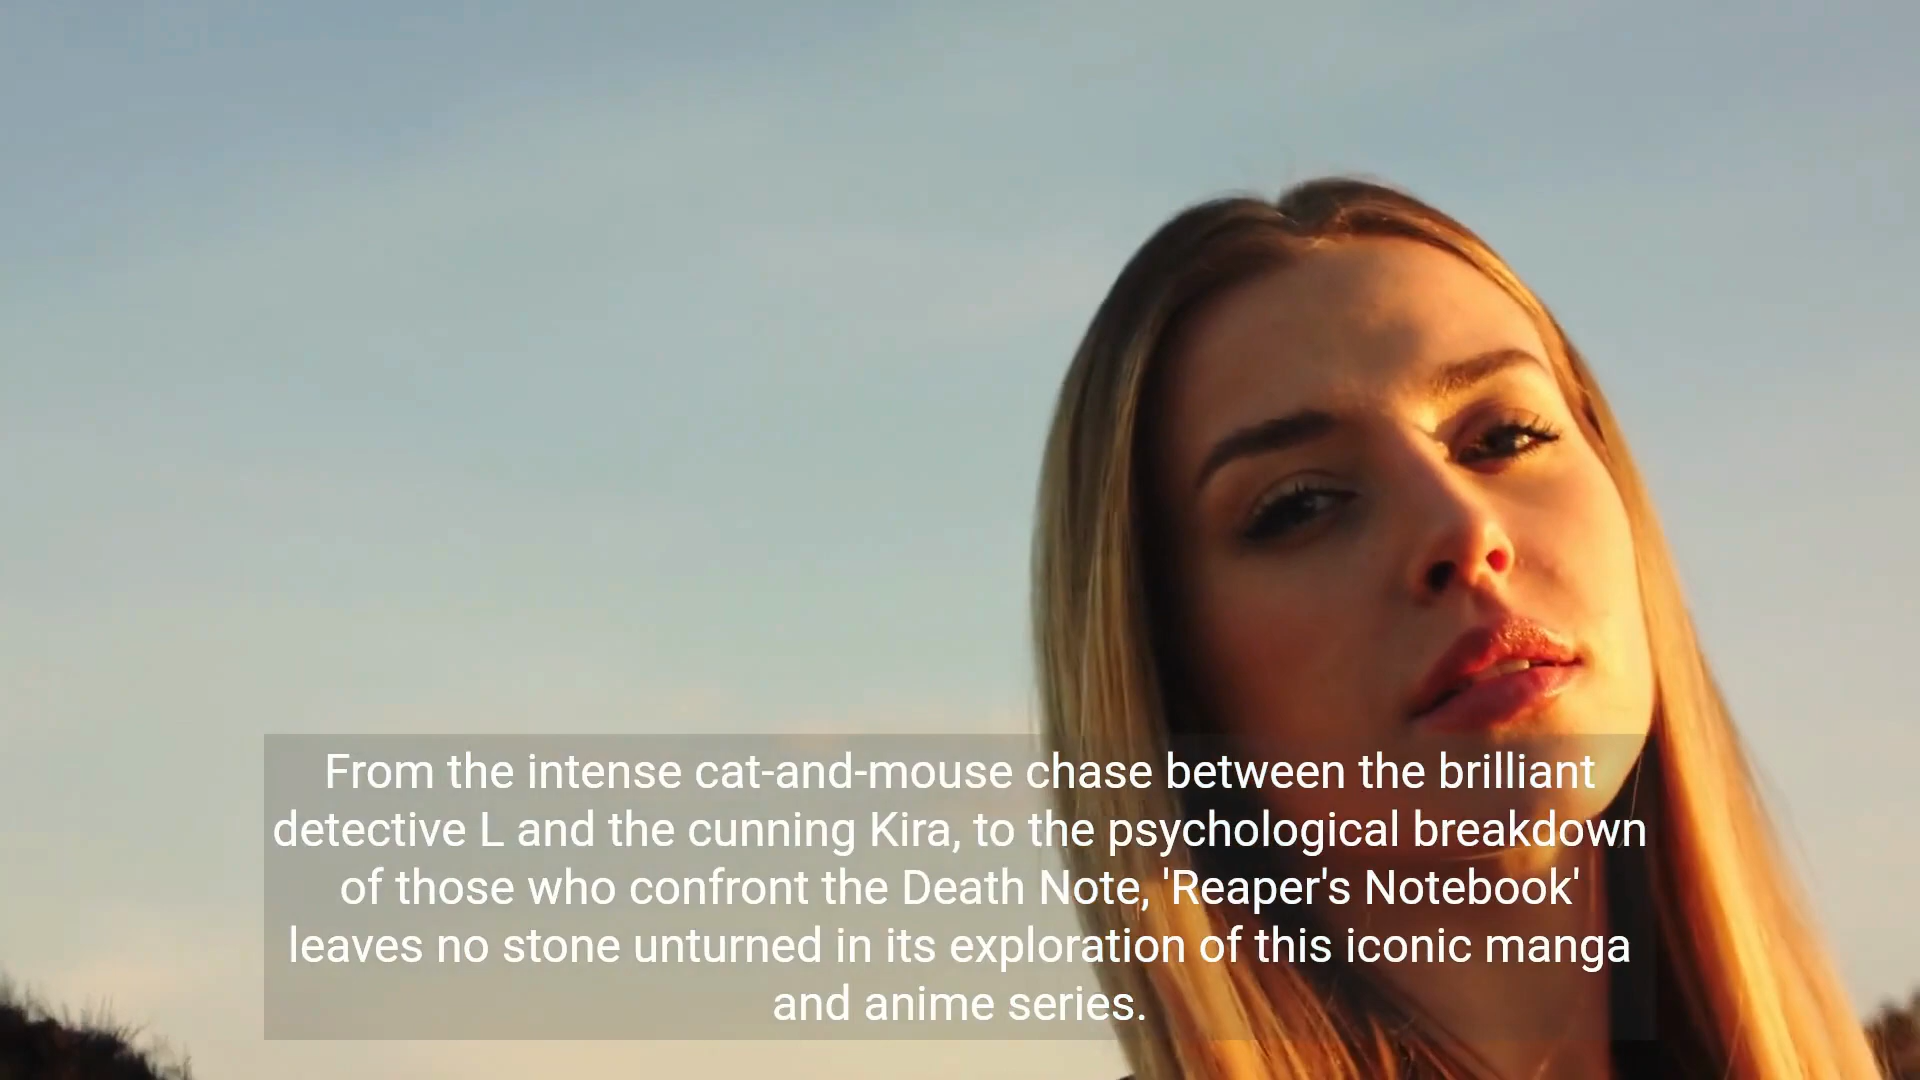 From the intense cat-and-mouse chase between the brilliant
detective L and the cunning Kira, to the psychological breakdown
of those who confront the Death Note, 'Reaper's Notebook'
leaves no stone unturned in its exploration of this iconic manga
and anime series.